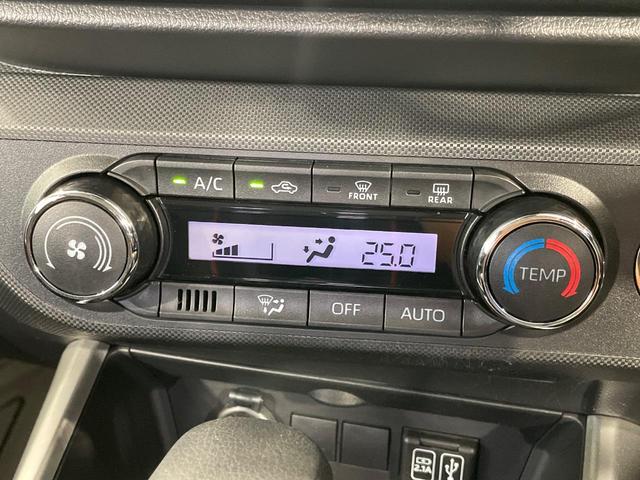 A/C
FRONT
REAR
25.0
TEMP
OFF
AUTO
2.1A